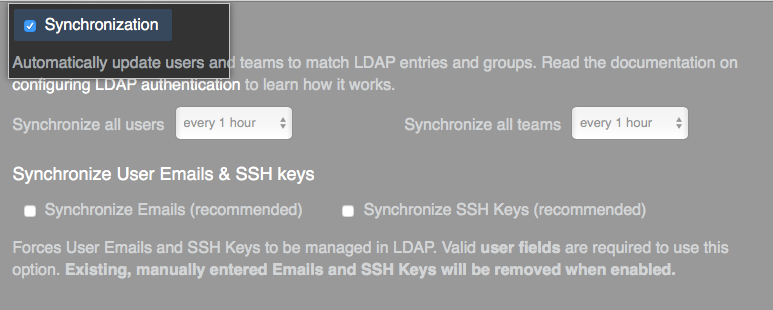 Synchronization
Automatically update users and teams to match LDAP entries and groups. Read the documentation on
configuring LDAP authentication to learn how it works.
Synchronize all users every 1 hour Synchronize all teams every 1 hour
Synchronize User Emails & SSH keys
Synchronize Emails (recommended) Synchronize SSH Keys (recommended)
Forces User Emails and SSH Keys to be managed in LDAP. Valid user fields are required to use this
option. Existing, manually entered Emails and SSH Keys will be removed when enabled.